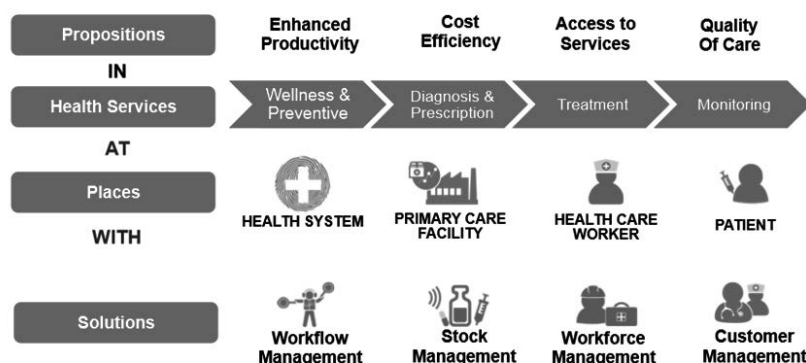 Propositions
Enhanced
Productivity
Cost
Efficiency
Access to
Services
Quality
Of Care
IN
Health Services
Wellness &
Preventive
Diagnosis &
Prescription
Treatment
Monitoring
AT
Places
HEALTH SYSTEM
PRIMARY CARE
FACILITY
HEALTH CARE
WORKER
PATIENT
WITH
Solutions
Workflow
Management
Stock
Management
Workforce
Management
Customer
Management